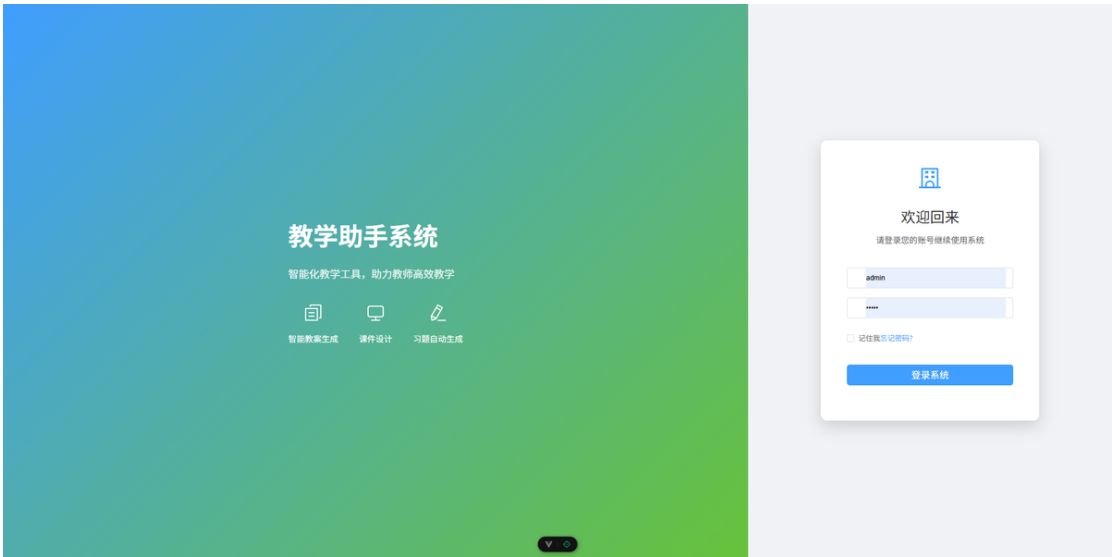 教学助手系统
智能化教学工具，助力教师高效教学
智能教案生成
课件设计
习题自动生成
欢迎回来
请登录您的账号继续使用系统
admin
•••••
记住我 忘记密码?
登录系统